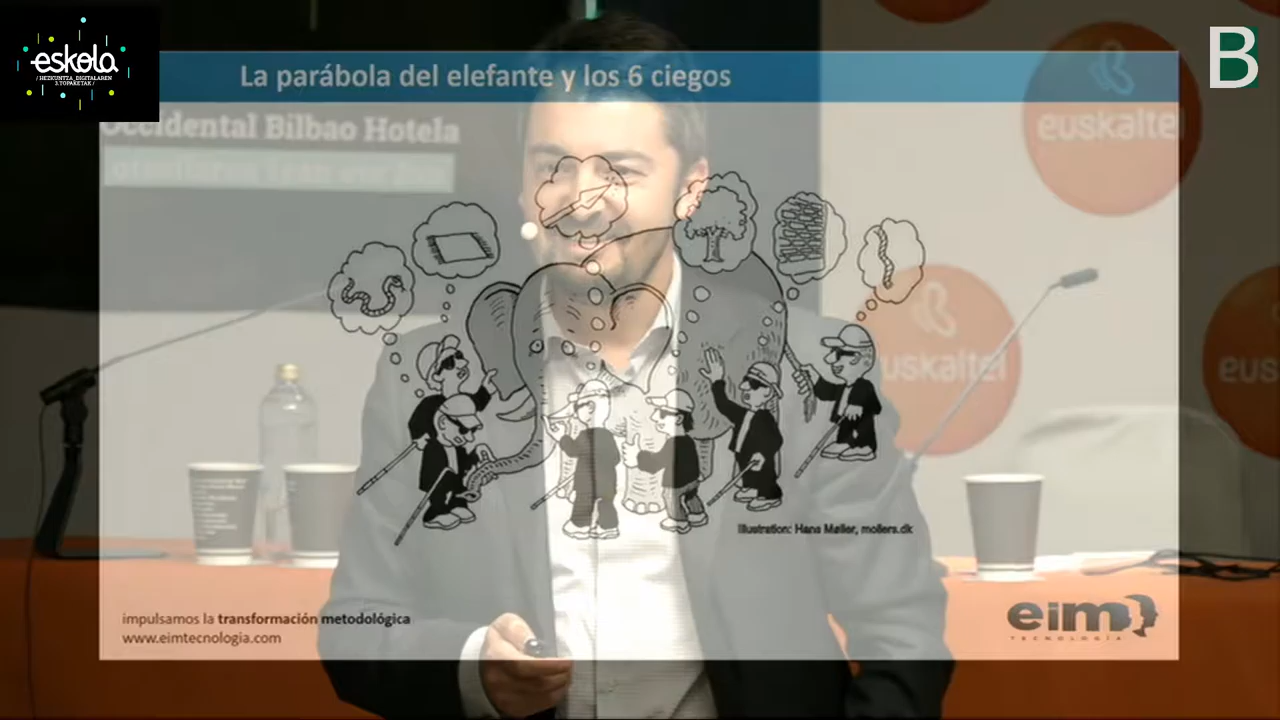 eskola
/ HEZKUNTZA_DIGITALAREN
3.TOPAKETAK /
B
La parábola del elefante y los 6 ciegos
Occidental Bilbao Hotela
euskaltel
euskaltel
eus
Illustration: Hans Møller, mollers.dk
impulsamos la transformación metodológica
www.eimtecnologia.com
eim
TECNOLOGÍA